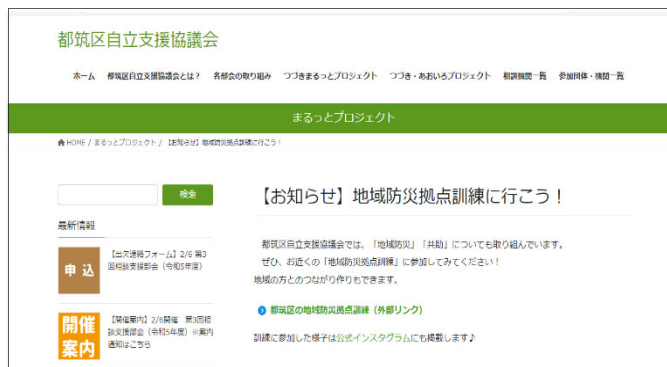 都筑区自立支援協議会
ホーム 都筑区自立支援協議会とは？ 各部会の取り組み つづきまるっとプロジェクト つづき・あおいろプロジェクト 相談機関一覧 参加団体・機関一覧
まるっとプロジェクト
HOME / まるっとプロジェクト / 【お知らせ】地域防災拠点訓練に行こう！
検索
最新情報
申込
【出欠連絡フォーム】2/6 第3
回相談支援部会（令和5年度）
開催
案内
【開催案内】2/6開催 第3回相
談支援部会（令和5年度）※案内
通知はこちら
【お知らせ】地域防災拠点訓練に行こう！
都筑区自立支援協議会では、「地域防災」「共助」についても取り組んでいます。
ぜひ、お近くの「地域防災拠点訓練」に参加してみてください！
地域の方とのつながり作りもできます。
都筑区の地域防災拠点訓練（外部リンク）
訓練に参加した様子は公式インスタグラムにも掲載します♪